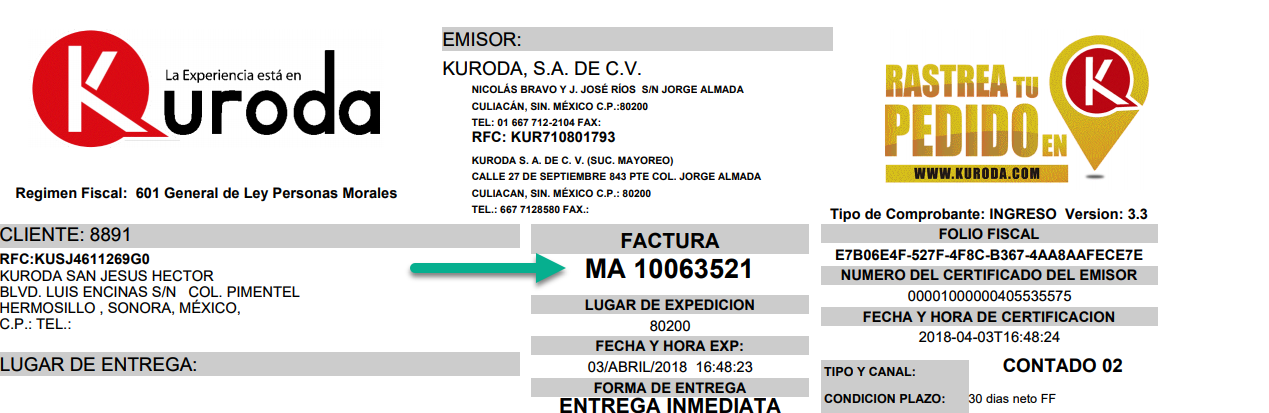 La Experiencia está en
Kuroda
Regimen Fiscal: 601 General de Ley Personas Morales
EMISOR:
KURODA, S.A. DE C.V.
NICOLÁS BRAVO Y J. JOSÉ RÍOS S/N JORGE ALMADA
CULIACÁN, SIN. MÉXICO C.P.:80200
TEL: 01 667 712-2104 FAX:
RFC: KUR710801793
KURODA S. A. DE C. V. (SUC. MAYOREO)
CALLE 27 DE SEPTIEMBRE 843 PTE COL. JORGE ALMADA
CULIACAN, SIN. MÉXICO C.P.: 80200
TEL.: 667 7128580 FAX.:
RASTREA TU
PEDIDO EN
K
WWW.KURODA.COM
Tipo de Comprobante: INGRESO Version: 3.3
CLIENTE: 8891
RFC:KUSJ4611269G0
KURODA SAN JESUS HECTOR
BLVD. LUIS ENCINAS S/N COL. PIMENTEL
HERMOSILLO , SONORA, MÉXICO,
C.P.: TEL.:
LUGAR DE ENTREGA:
FACTURA
MA 10063521
LUGAR DE EXPEDICION
80200
FECHA Y HORA EXP:
03/ABRIL/2018 16:48:23
FORMA DE ENTREGA
ENTREGA INMEDIATA
FOLIO FISCAL
E7B06E4F-527F-4F8C-B367-4AA8AAFECE7E
NUMERO DEL CERTIFICADO DEL EMISOR
00001000000405535575
FECHA Y HORA DE CERTIFICACION
2018-04-03T16:48:24
TIPO Y CANAL: CONTADO 02
CONDICION PLAZO: 30 dias neto FF